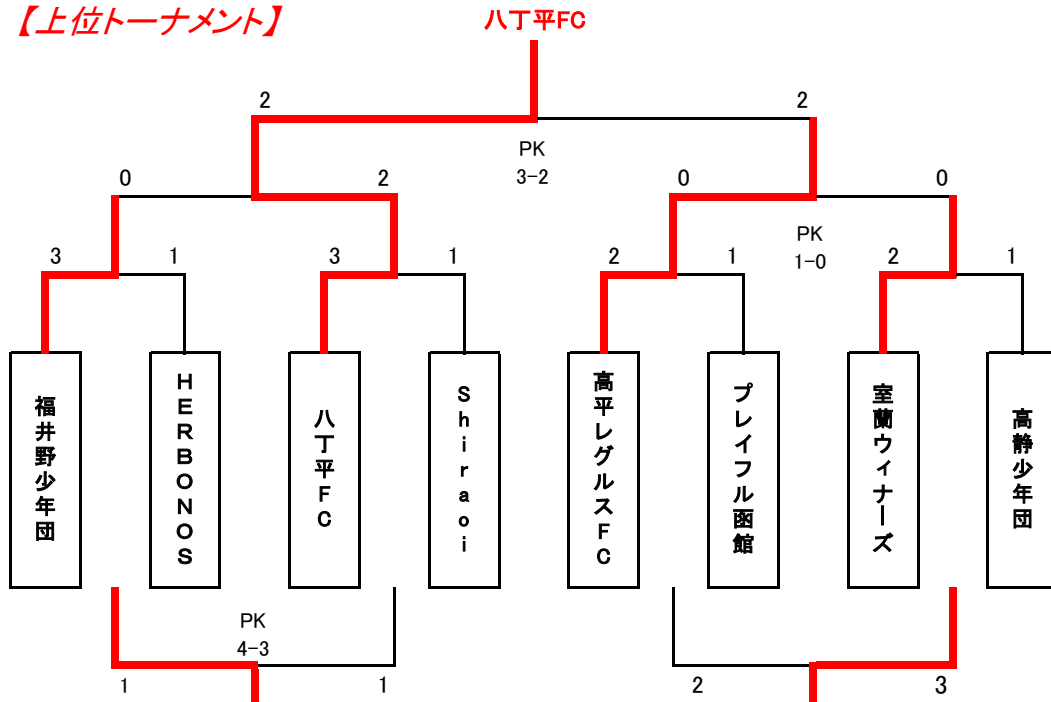 【上位トーナメント】
八丁平FC
2
2
PK
3-2
0
2
0
0
PK
1-0
3
1
3
1
2
1
2
1
福井野少年団
HERBONOS
八丁平FC
Shiraoi
高平レグルスFC
プレイフル函館
室蘭ウィナーズ
高静少年団
PK
4-3
1
1
2
3